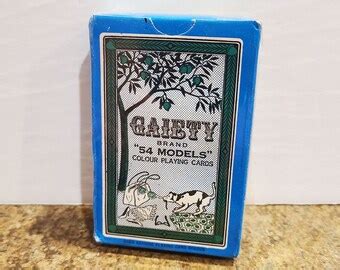 GAIETY
BRAND
"54 MODELS"
COLOUR PLAYING CARDS